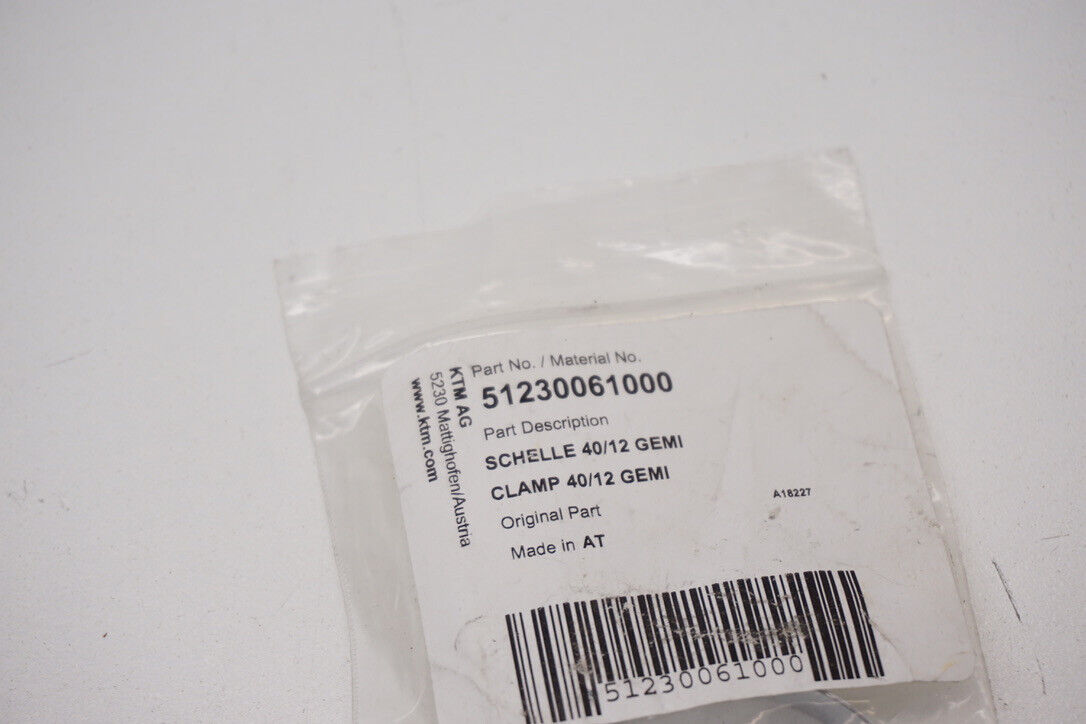 KTM AG
5230 Mattighofen/Austria
www.ktm.com
Part No. / Material No.
51230061000
Part Description
SCHELLE 40/12 GEMI
CLAMP 40/12 GEMI
Original Part
A18227
Made in AT
51230061000